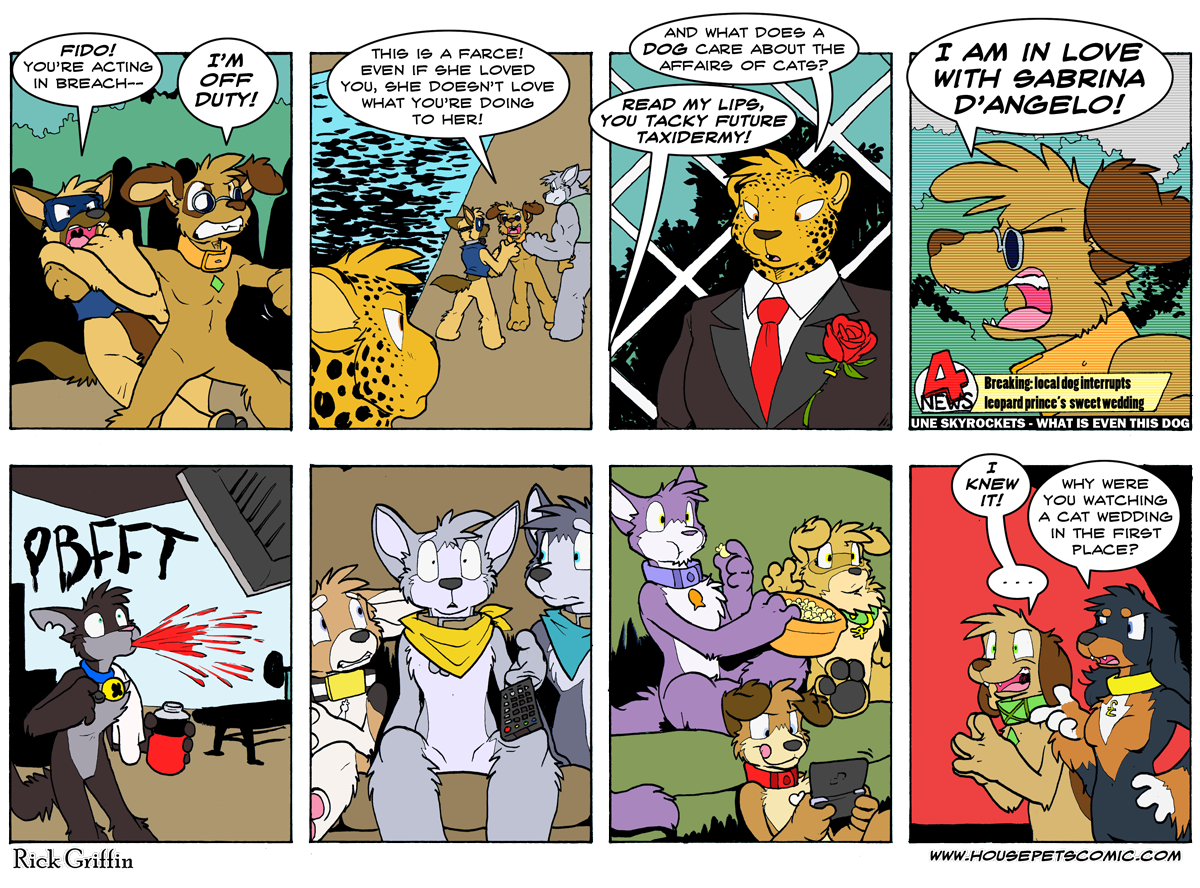 FIDO!
YOU'RE ACTING
IN BREACH--
I'M
OFF
DUTY!
THIS IS A FARCE!
EVEN IF SHE LOVED
YOU, SHE DOESN'T LOVE
WHAT YOU'RE DOING
TO HER!
AND WHAT DOES A
DOG CARE ABOUT THE
AFFAIRS OF CATS?
READ MY LIPS,
YOU TACKY FUTURE
TAXIDERMY!
I AM IN LOVE
WITH SABRINA
D'ANGELO!
4
NEWS
Breaking: local dog interrupts
leopard prince's sweet wedding
UNE SKYROCKETS - WHAT IS EVEN THIS DOG
PBFFT
I
KNEW
IT!
...
WHY WERE
YOU WATCHING
A CAT WEDDING
IN THE FIRST
PLACE?
Rick Griffin
WWW.HOUSEPETSCOMIC.COM